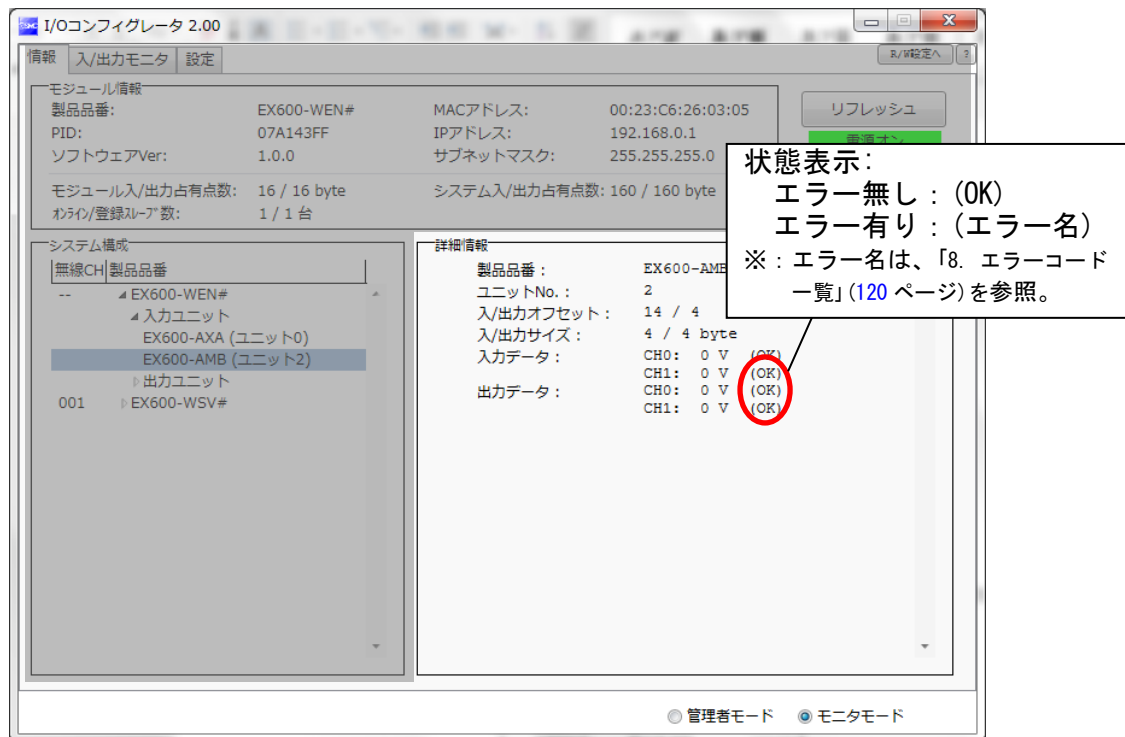 I/Oコンフィグレータ 2.00
情報 入/出力モニタ 設定
R/W設定へ ?
モジュール情報
製品品番: EX600-WEN# MACアドレス: 00:23:C6:26:03:05 リフレッシュ
PID: 07A143FF IPアドレス: 192.168.0.1 電源オン
ソフトウェアVer: 1.0.0 サブネットマスク: 255.255.255.0
モジュール入/出力占有点数: 16 / 16 byte システム入/出力占有点数: 160 / 160 byte
オンライン/登録スレーブ数: 1 / 1 台
状態表示:
エラー無し:(OK)
エラー有り:(エラー名)
※:エラー名は、「8. エラーコード
一覧」(120 ページ)を参照。
システム構成
無線CH 製品品番
-- EX600-WEN#
入力ユニット
EX600-AXA (ユニット0)
EX600-AMB (ユニット2)
出力ユニット
001 EX600-WSV#
詳細情報
製品品番: EX600-AMB
ユニットNo.: 2
入/出力オフセット: 14 / 4
入/出力サイズ: 4 / 4 byte
入力データ: CH0: 0 V (OK)
CH1: 0 V (OK)
出力データ: CH0: 0 V (OK)
CH1: 0 V (OK)
管理者モード モニタモード